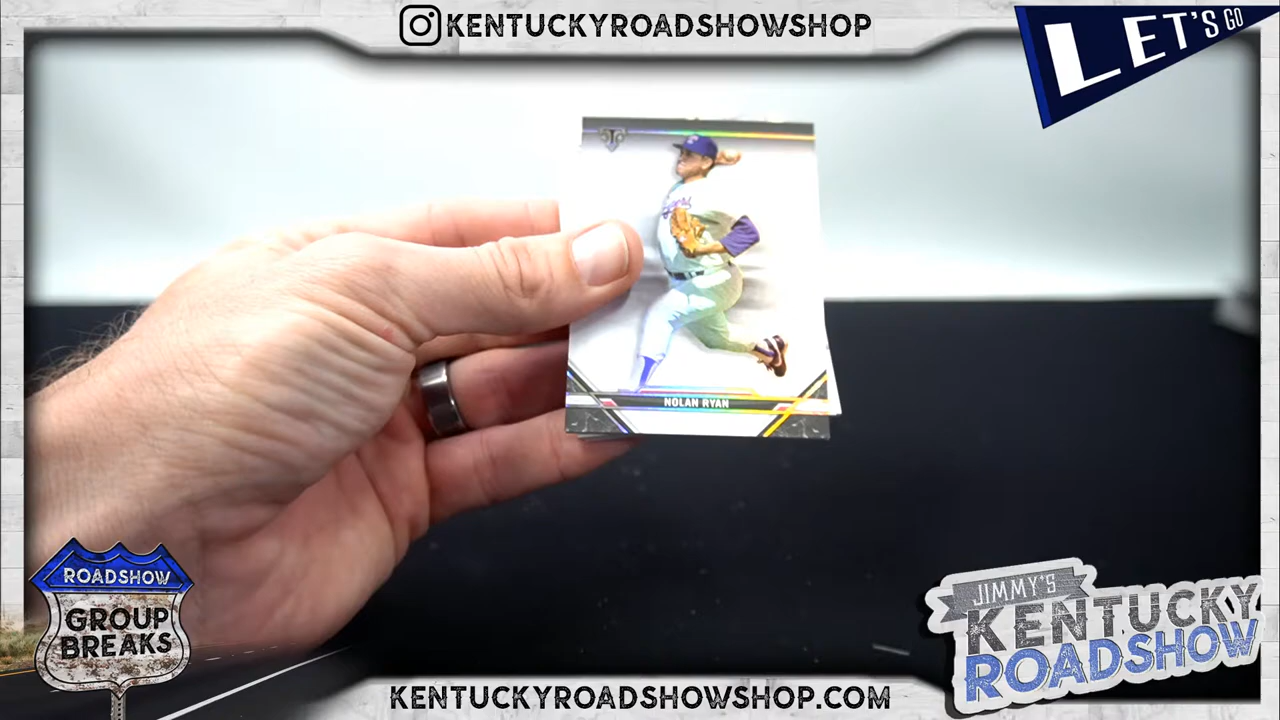 KENTUCKYROADSHOWSHOP
LET'S GO
NOLAN RYAN
ROADSHOW
GROUP
BREAKS
JIMMY'S
KENTUCKY
ROADSHOW
KENTUCKYROADSHOWSHOP.COM